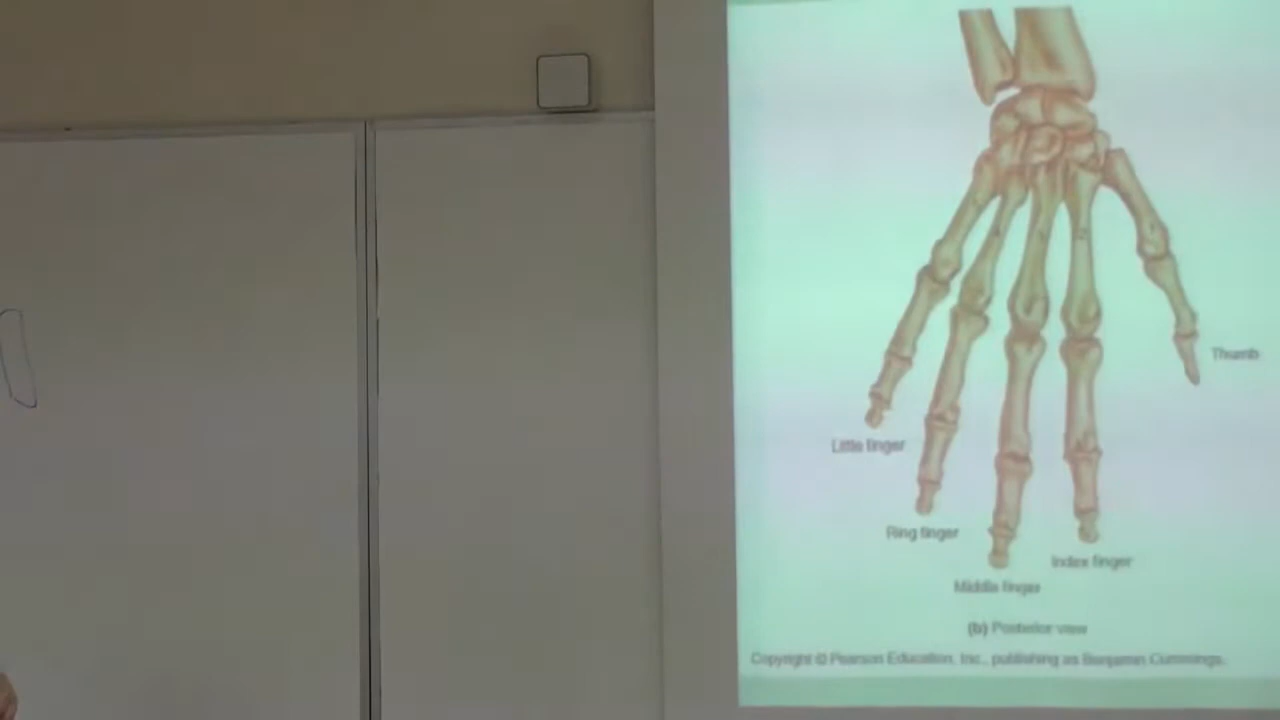 Thumb
Little finger
Ring finger
Index finger
Middle finger
(b) Posterior view
Copyright © Pearson Education, Inc., publishing as Benjamin Cummings.